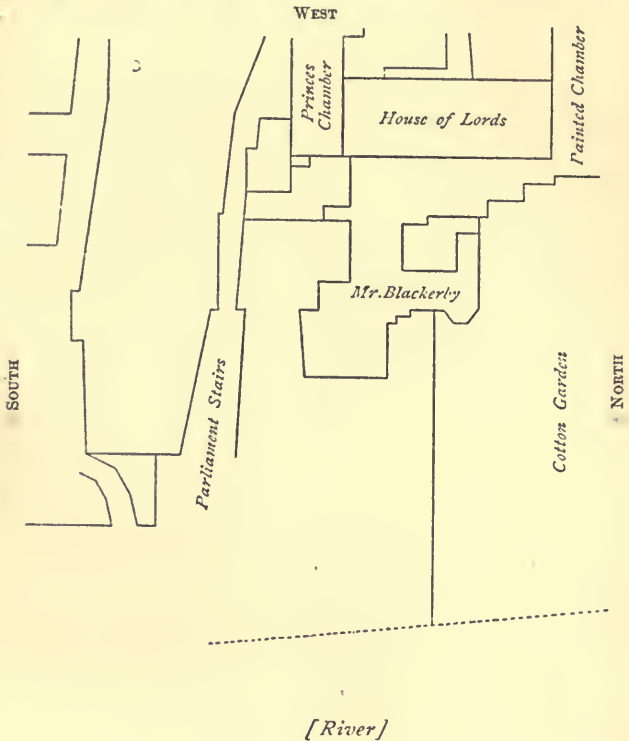 WEST
Princes
Chamber
House of Lords
Painted Chamber
Mr. Blackerby
SOUTH
NORTH
Parliament Stairs
Cotton Garden
[River]